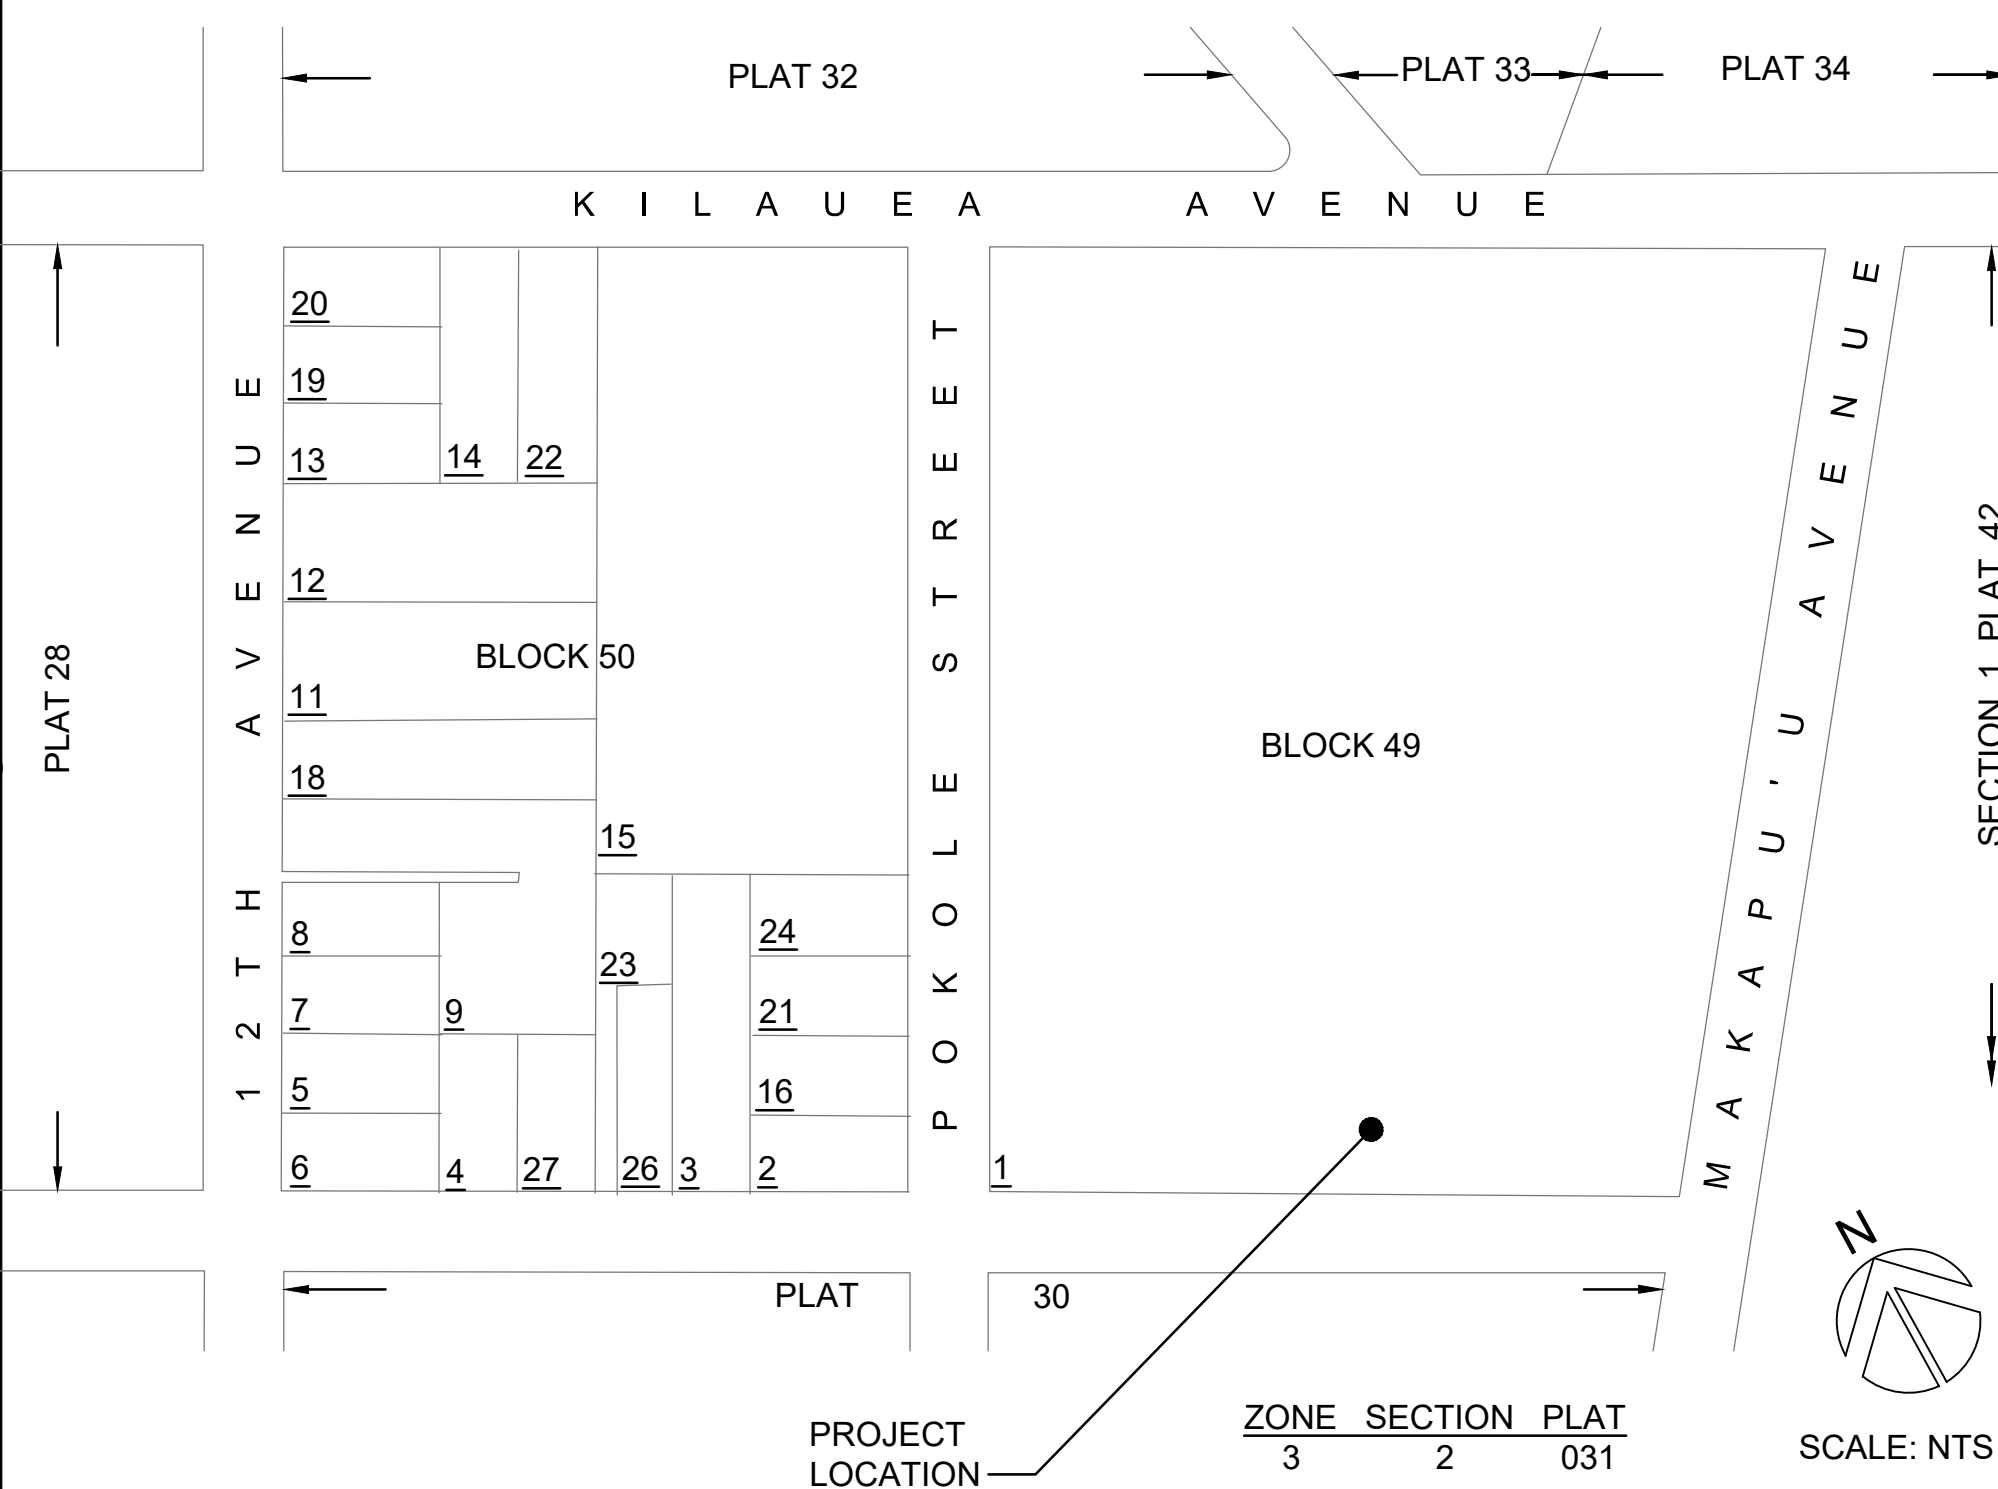 PLAT 32
PLAT 33
PLAT 34
KILAUEA AVENUE
20
19
13
14
22
12
BLOCK 50
11
18
15
8
24
23
7
9
21
5
16
6
4
27
26
3
2
1
12TH AVENUE
POKOLE STREET
BLOCK 49
MAKAPU'U AVENUE
PLAT 28
SECTION 1 PLAT 42
PLAT 30
N
PROJECT
LOCATION
ZONE SECTION PLAT
3 2 031
SCALE: NTS